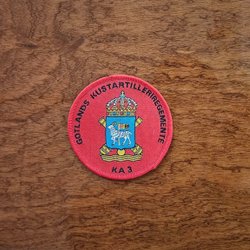 GOTLANDS KUSTARTILLERIREGEMENTE
KA 3